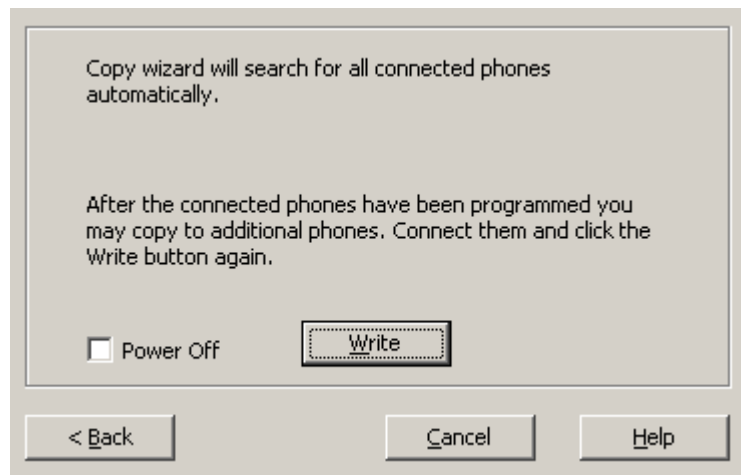 Copy wizard will search for all connected phones
automatically.
After the connected phones have been programmed you
may copy to additional phones. Connect them and click the
Write button again.
Power Off
Write
< Back
Cancel
Help